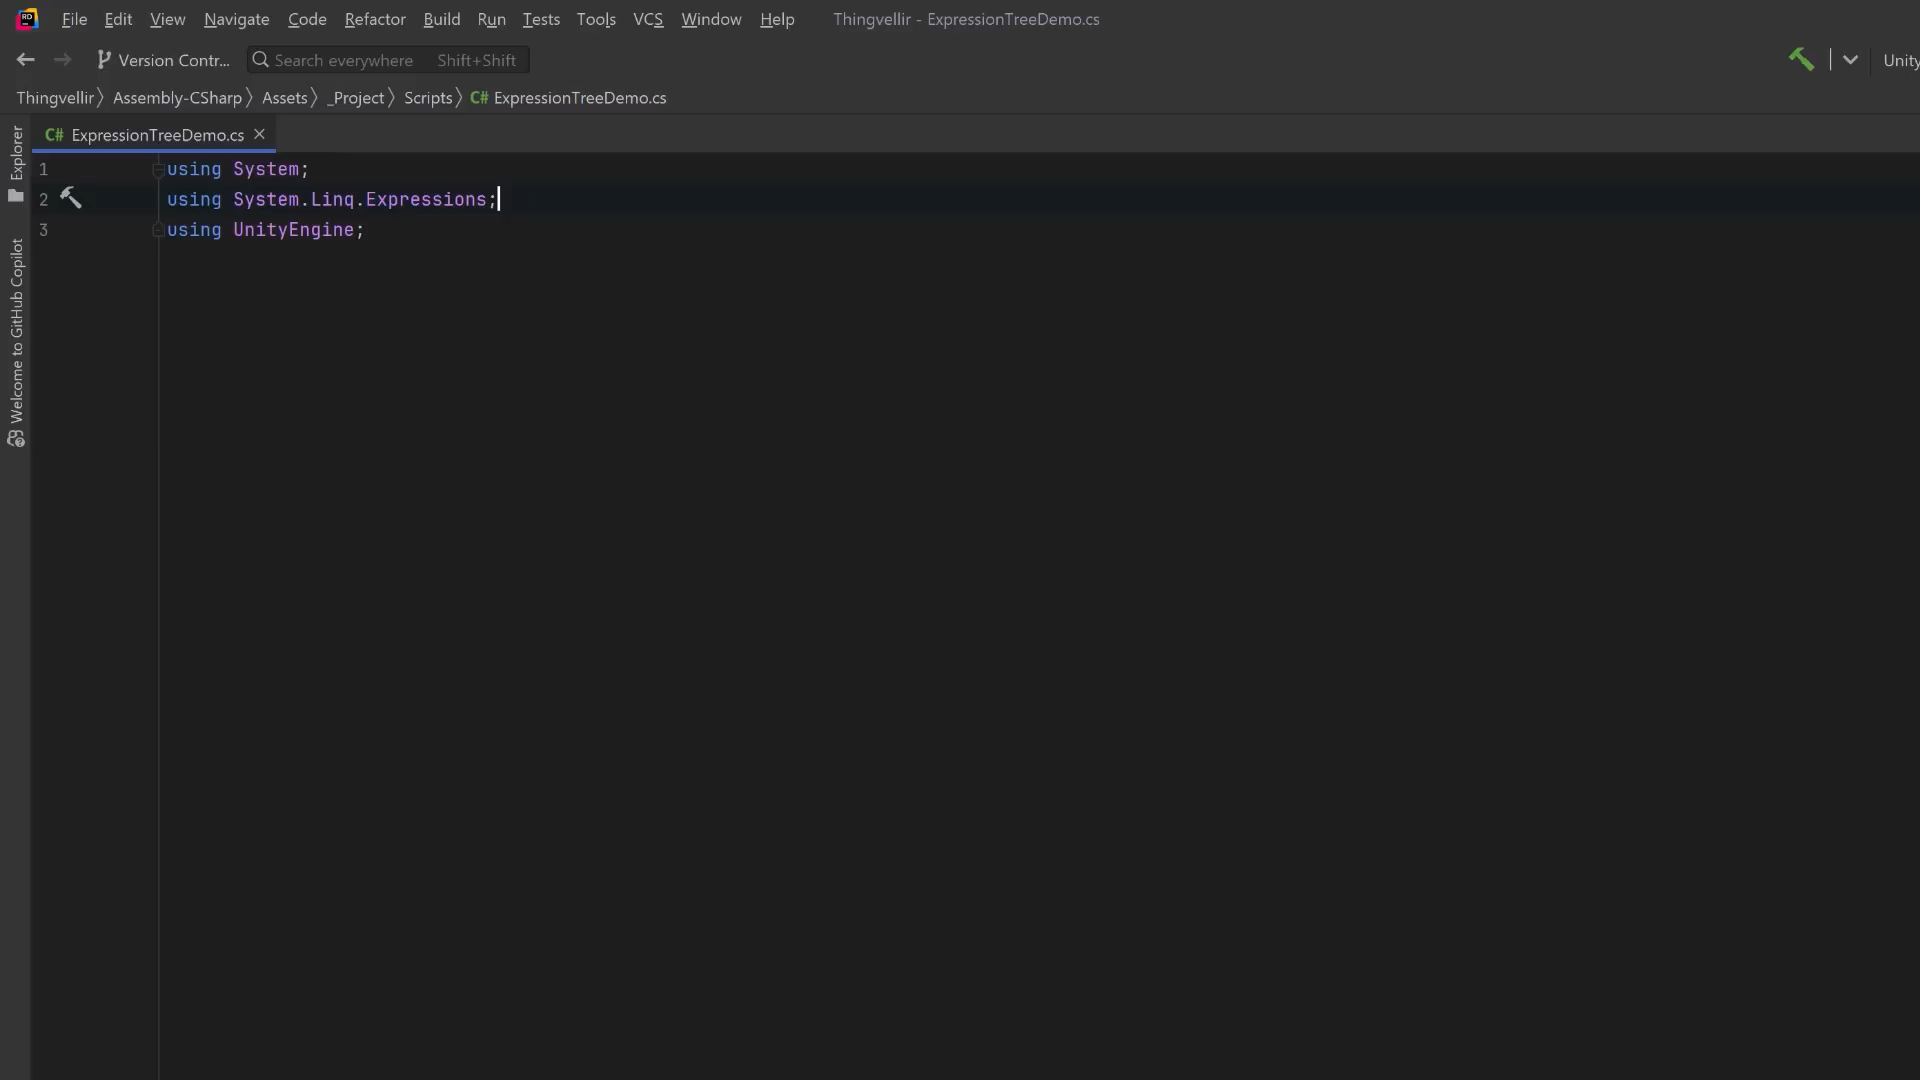 File Edit View Navigate Code Refactor Build Run Tests Tools VCS Window Help Thingvellir - ExpressionTreeDemo.cs
Version Contr... Search everywhere Shift+Shift Unity
Thingvellir〉 Assembly-CSharp〉 Assets〉 _Project〉 Scripts〉 C# ExpressionTreeDemo.cs
C# ExpressionTreeDemo.cs
Explorer
Welcome to GitHub Copilot
1 using System;
2 using System.Linq.Expressions;
3 using UnityEngine;